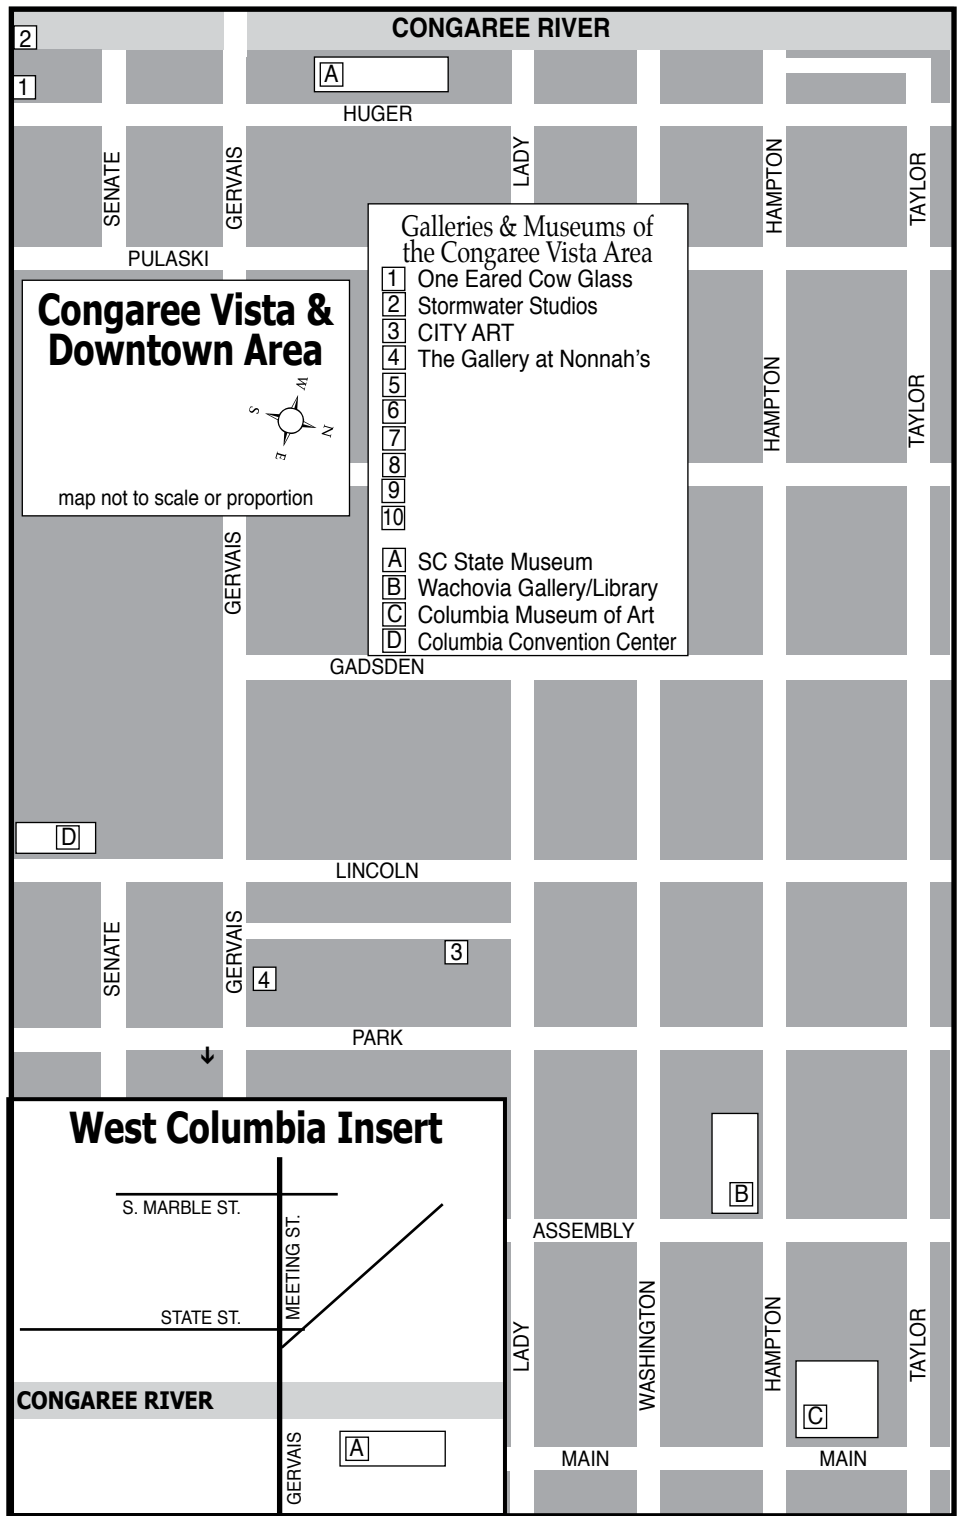 CONGAREE RIVER
2
1
A
HUGER
SENATE
GERVAIS
LADY
HAMPTON
TAYLOR
PULASKI
Galleries & Museums of
the Congaree Vista Area
1 One Eared Cow Glass
2 Stormwater Studios
3 CITY ART
4 The Gallery at Nonnah's
5
6
7
8
9
10
A SC State Museum
B Wachovia Gallery/Library
C Columbia Museum of Art
D Columbia Convention Center
Congaree Vista &
Downtown Area
W
S
N
E
map not to scale or proportion
HAMPTON
TAYLOR
GERVAIS
GADSDEN
D
LINCOLN
SENATE
GERVAIS
3
4
PARK
West Columbia Insert
S. MARBLE ST.
MEETING ST.
STATE ST.
CONGAREE RIVER
GERVAIS
A
B
ASSEMBLY
LADY
WASHINGTON
HAMPTON
TAYLOR
C
MAIN
MAIN